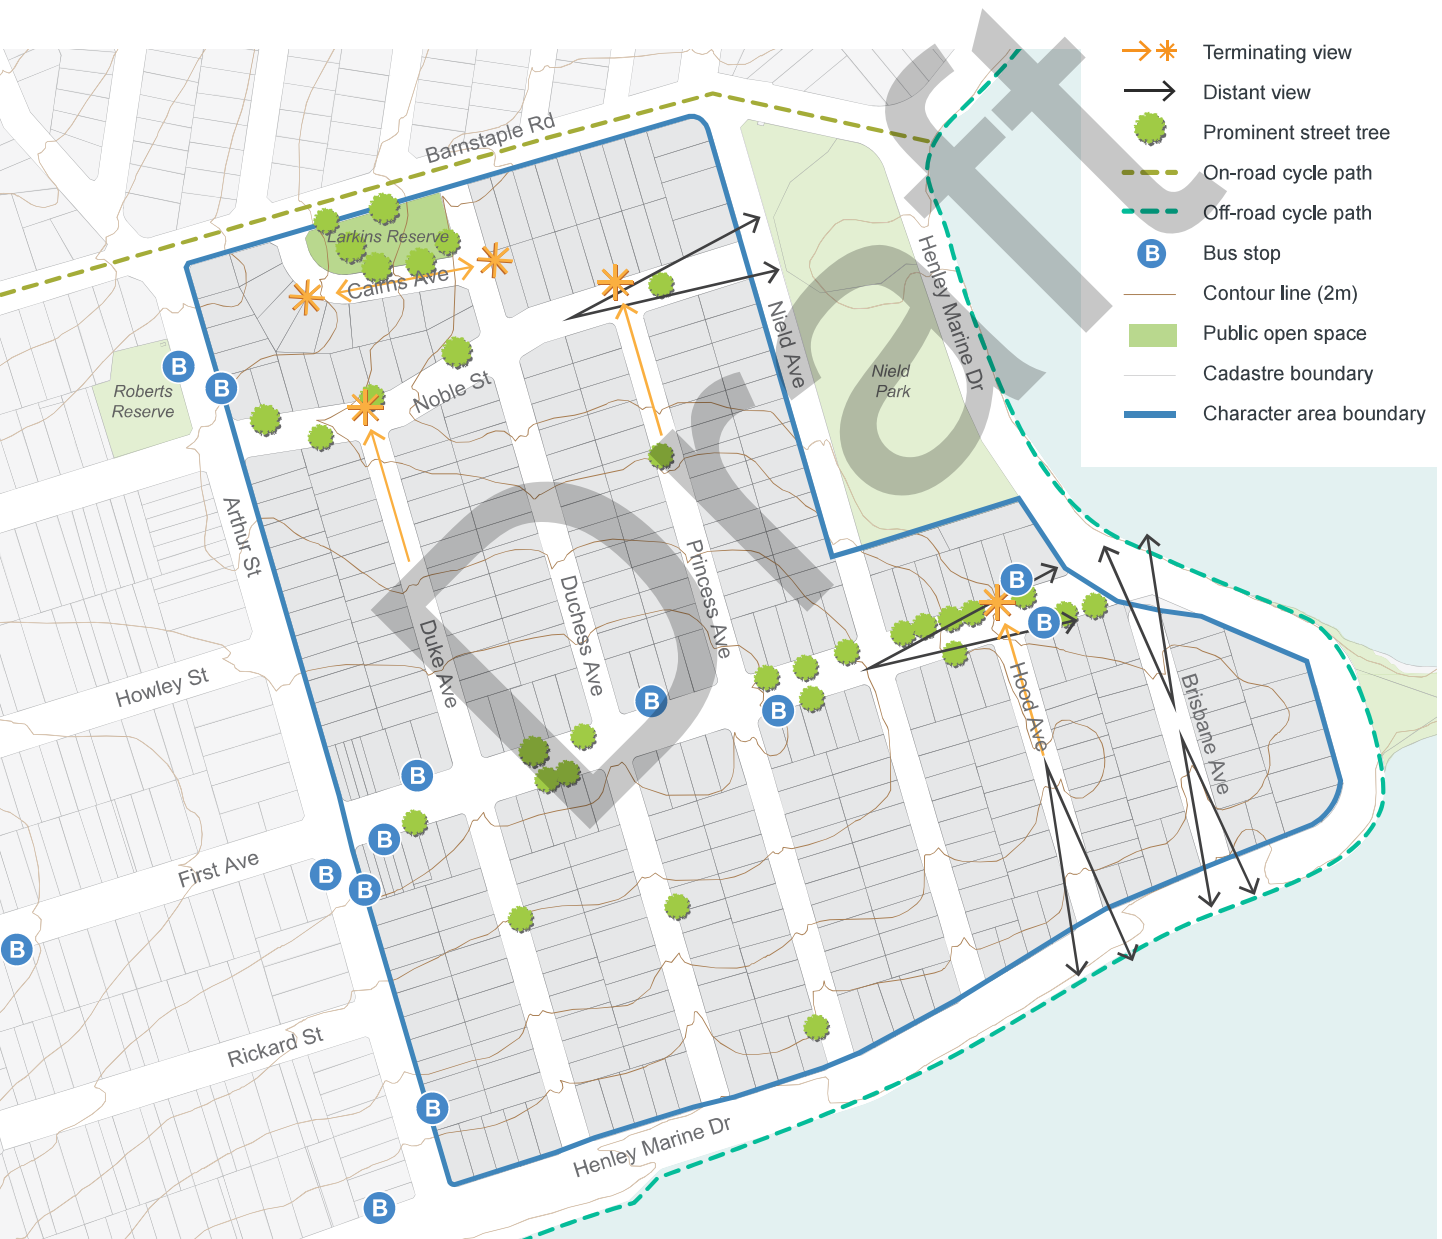 Terminating view
Distant view
Prominent street tree
On-road cycle path
Off-road cycle path
B Bus stop
Contour line (2m)
Public open space
Cadastre boundary
Character area boundary
Draft
Barnstaple Rd
Larkins Reserve
Cairns Ave
Henley Marine Dr
Nield Ave
Nield
Park
B
B
Roberts
Reserve
Noble St
Arthur St
Princess Ave
Duchess Ave
Duke Ave
B
B
Hood Ave
Brisbane Ave
Howley St
B
B
B
B
First Ave
B
B
B
Rickard St
B
Henley Marine Dr
B